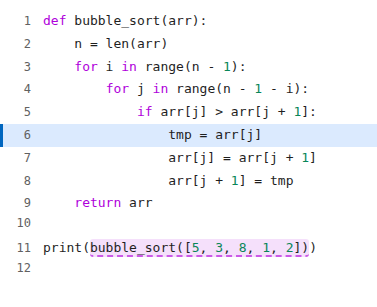 1 def bubble_sort(arr):
2     n = len(arr)
3     for i in range(n - 1):
4         for j in range(n - 1 - i):
5             if arr[j] > arr[j + 1]:
6                 tmp = arr[j]
7                 arr[j] = arr[j + 1]
8                 arr[j + 1] = tmp
9     return arr
10
11 print(bubble_sort([5, 3, 8, 1, 2]))
12